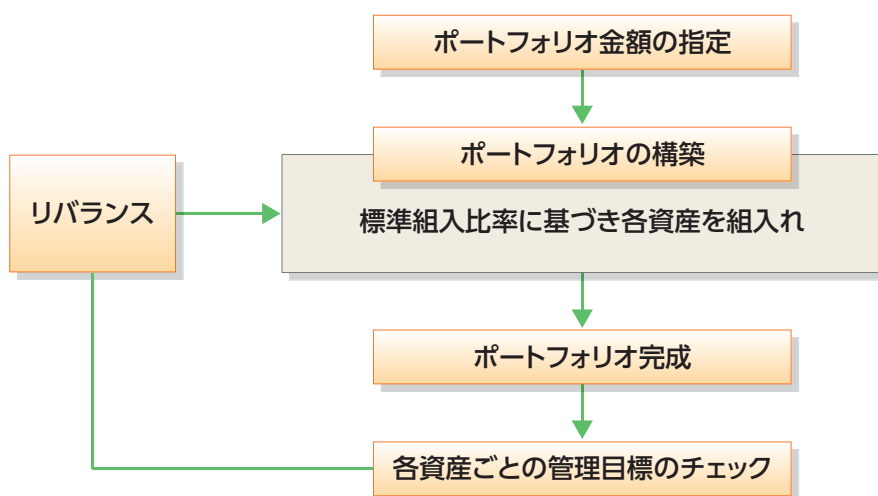 ポートフォリオ金額の指定
ポートフォリオの構築
リバランス
標準組入比率に基づき各資産を組入れ
ポートフォリオ完成
各資産ごとの管理目標のチェック